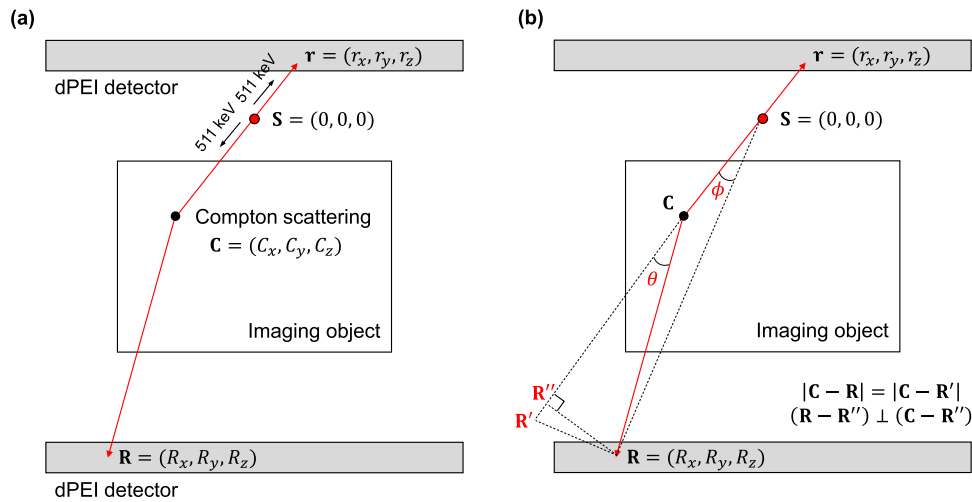 (a)
𝐫 = (r_x, r_y, r_z)
dPEI detector
511 keV
511 keV
𝐒 = (0, 0, 0)
Compton scattering
𝐂 = (C_x, C_y, C_z)
Imaging object
𝐑 = (R_x, R_y, R_z)
dPEI detector
(b)
𝐫 = (r_x, r_y, r_z)
𝐒 = (0, 0, 0)
ϕ
𝐂
θ
Imaging object
𝐑′′
𝐑′
|𝐂 − 𝐑| = |𝐂 − 𝐑′|
(𝐑 − 𝐑′′) ⊥ (𝐂 − 𝐑′′)
𝐑 = (R_x, R_y, R_z)